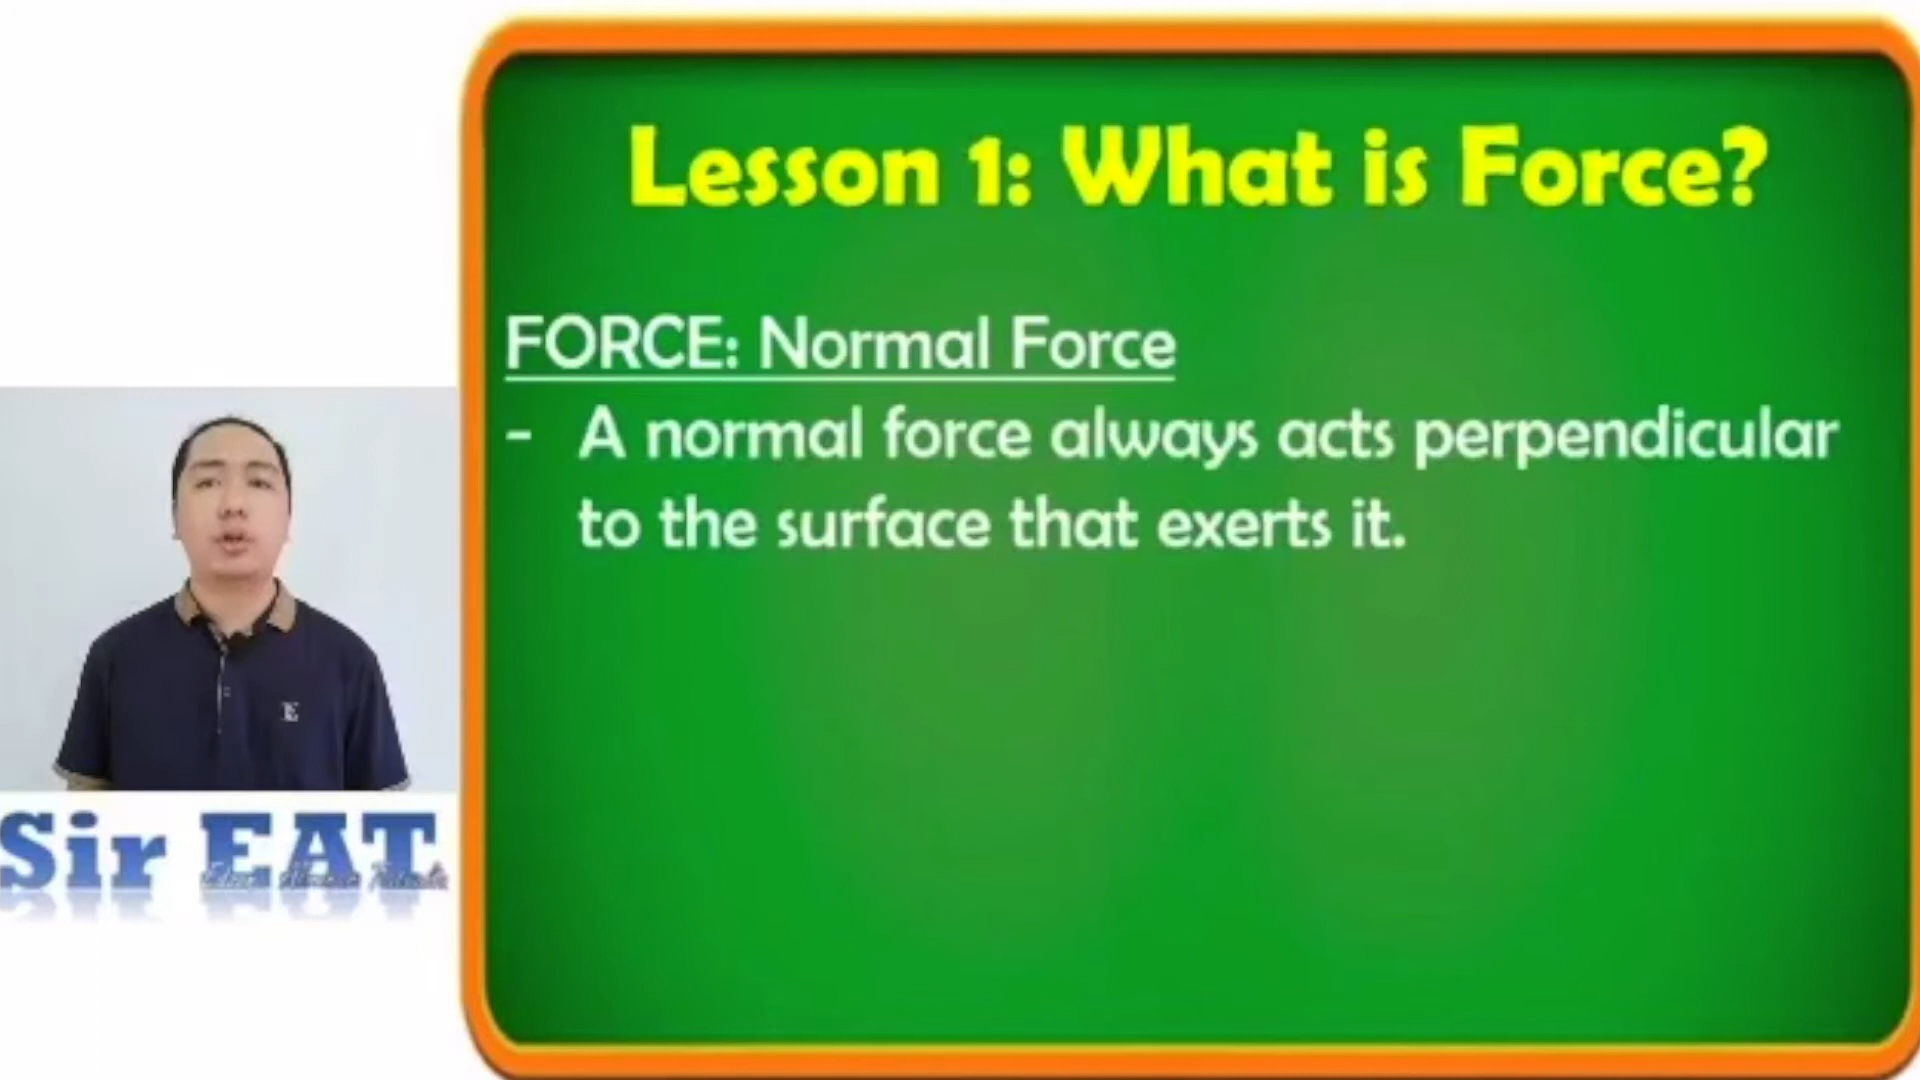 Lesson 1: What is Force?
FORCE: Normal Force
- A normal force always acts perpendicular
to the surface that exerts it.
E
Sir EAT